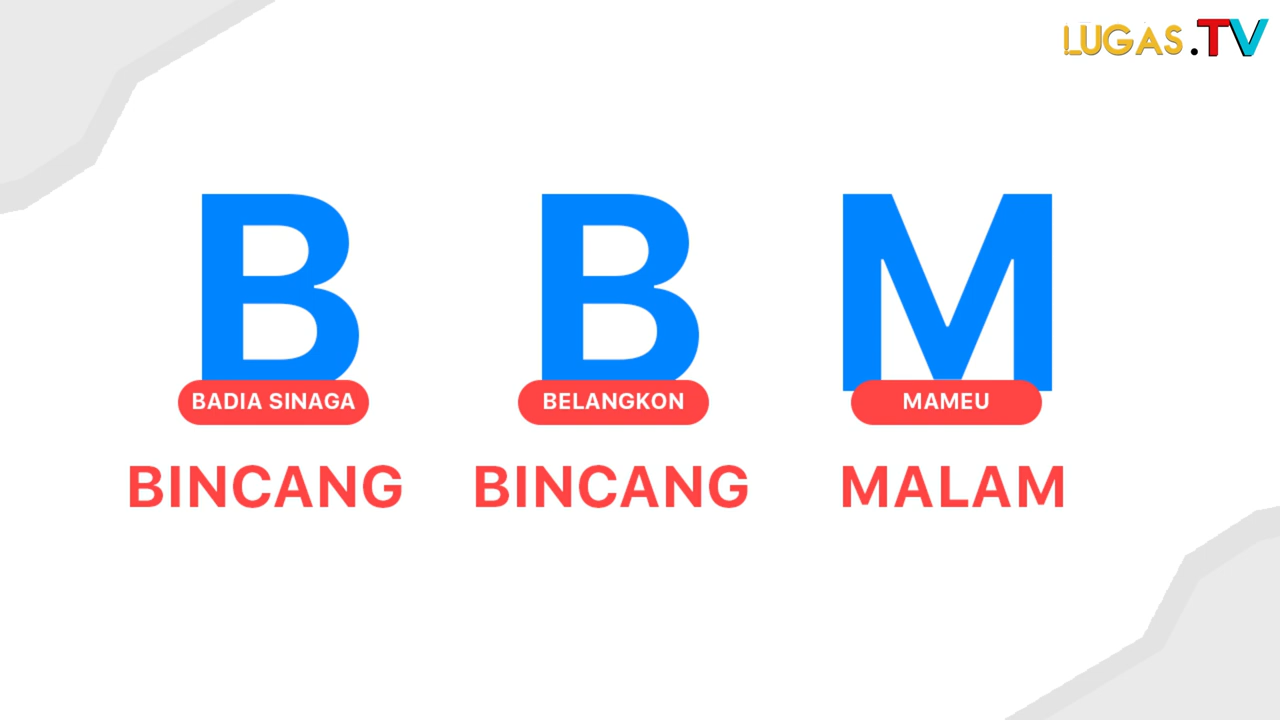 LUGAS.TV
B B M
BADIA SINAGA BELANGKON MAMEU
BINCANG BINCANG MALAM